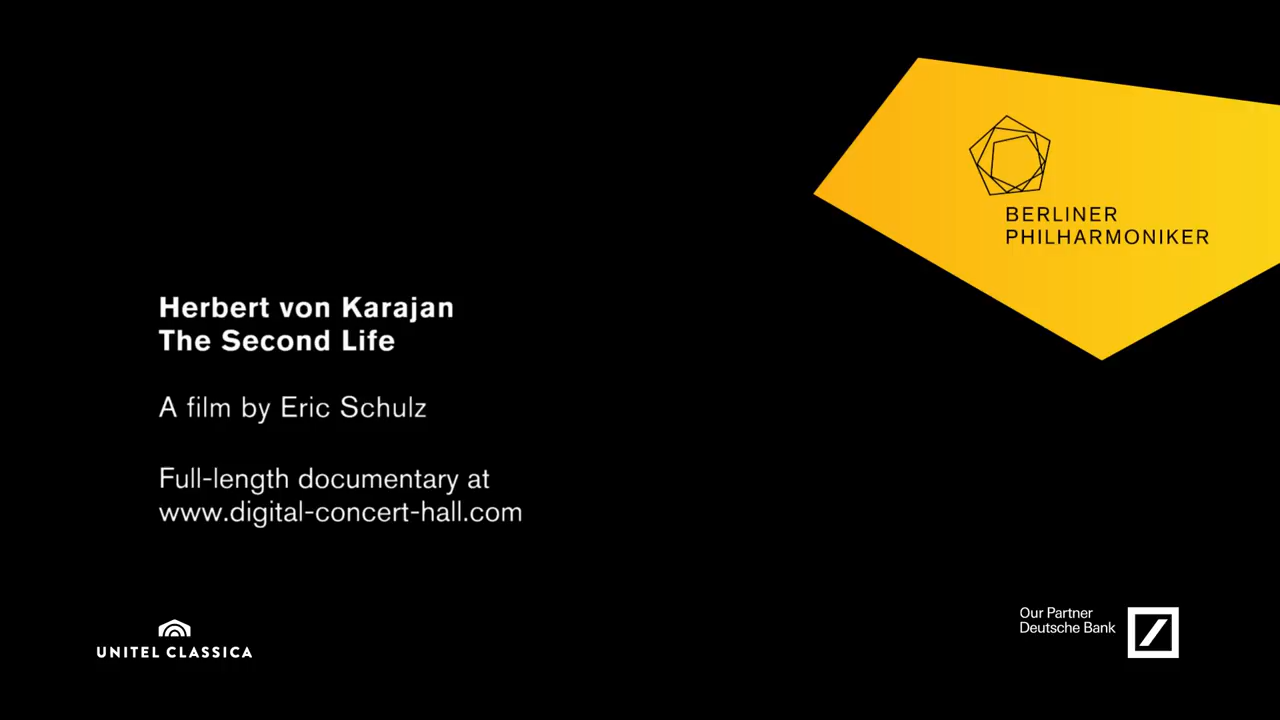 BERLINER
PHILHARMONIKER
Herbert von Karajan
The Second Life
A film by Eric Schulz
Full-length documentary at
www.digital-concert-hall.com
UNITEL CLASSICA
Our Partner
Deutsche Bank